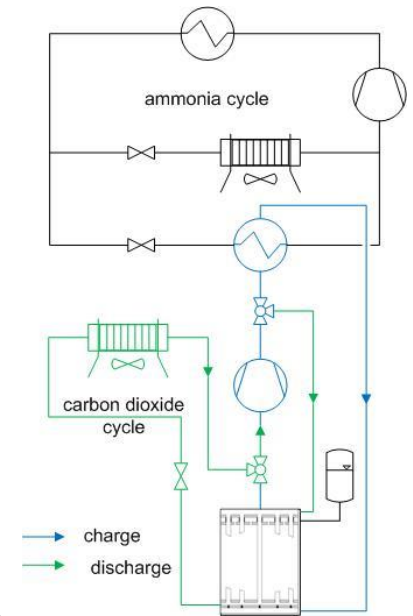 ammonia cycle
carbon dioxide
cycle
charge
discharge